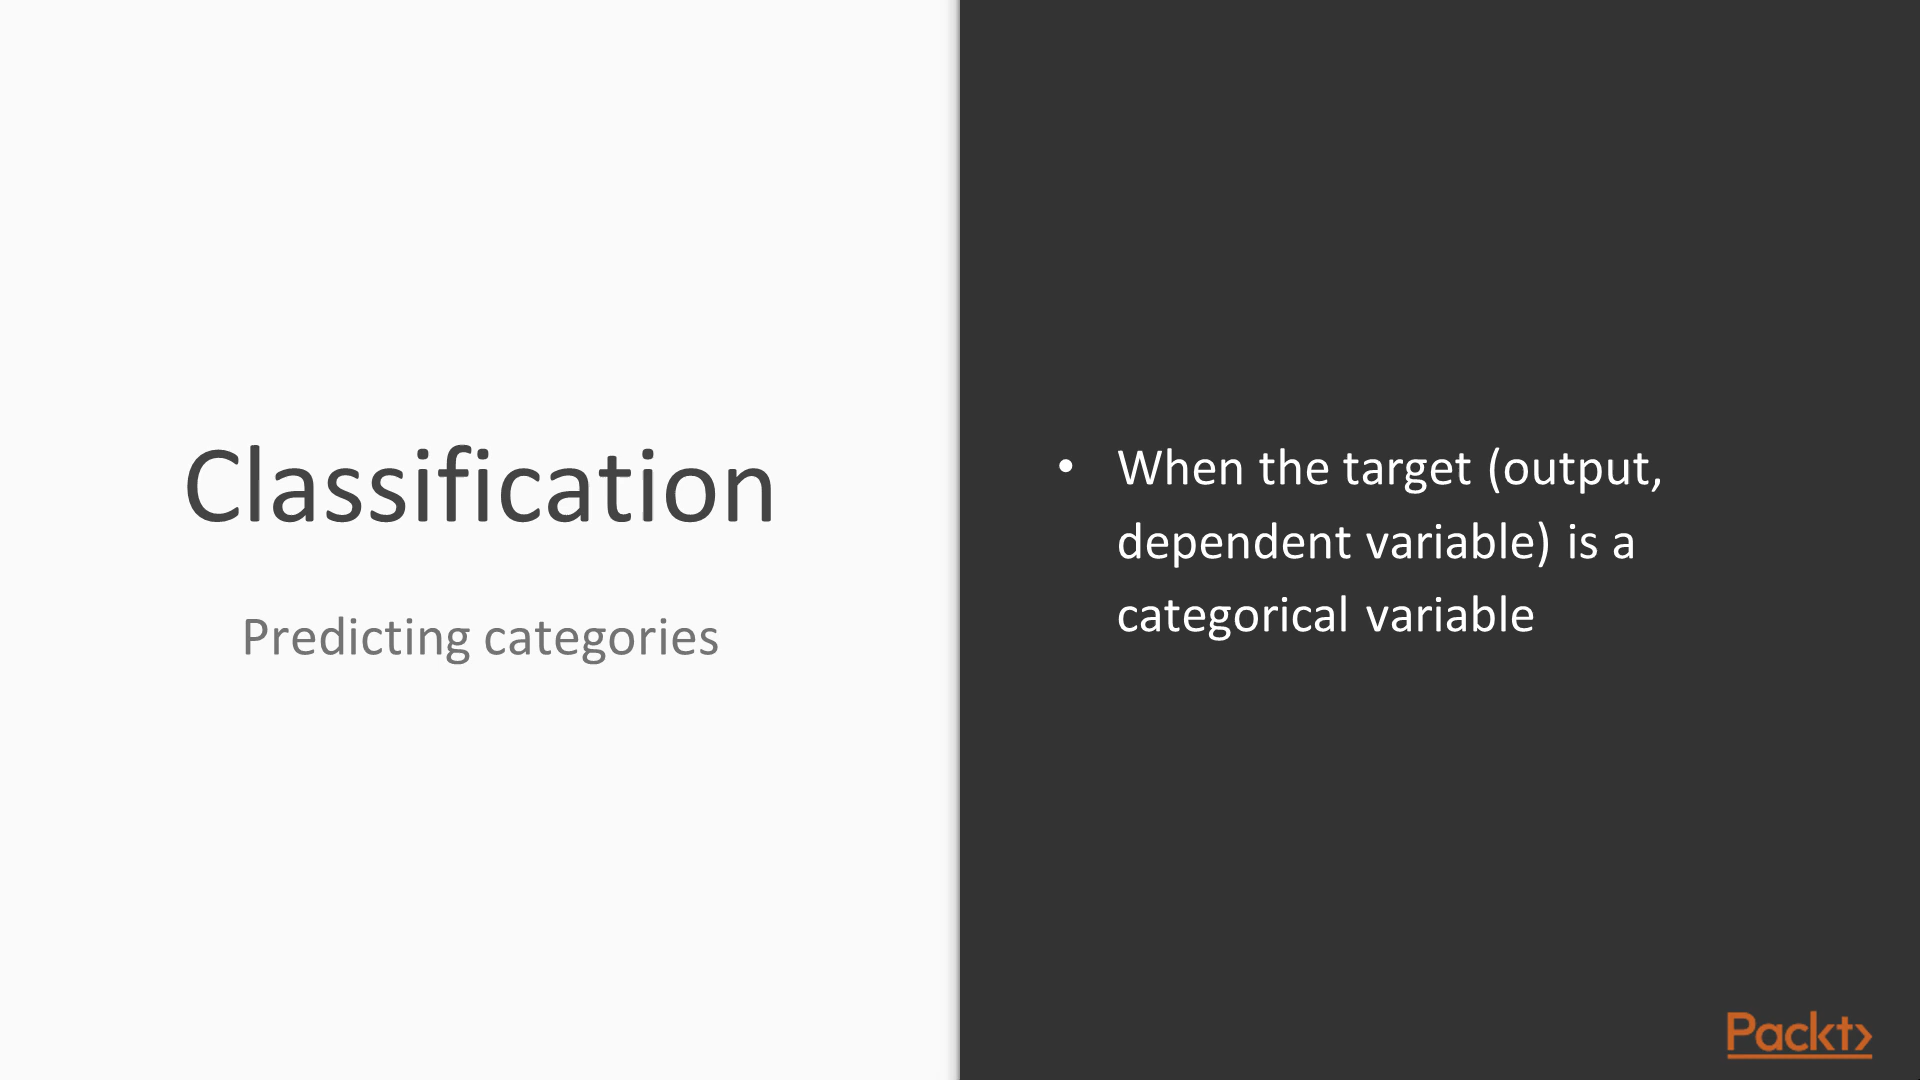 Classification
Predicting categories
• When the target (output,
dependent variable) is a
categorical variable
Packt>